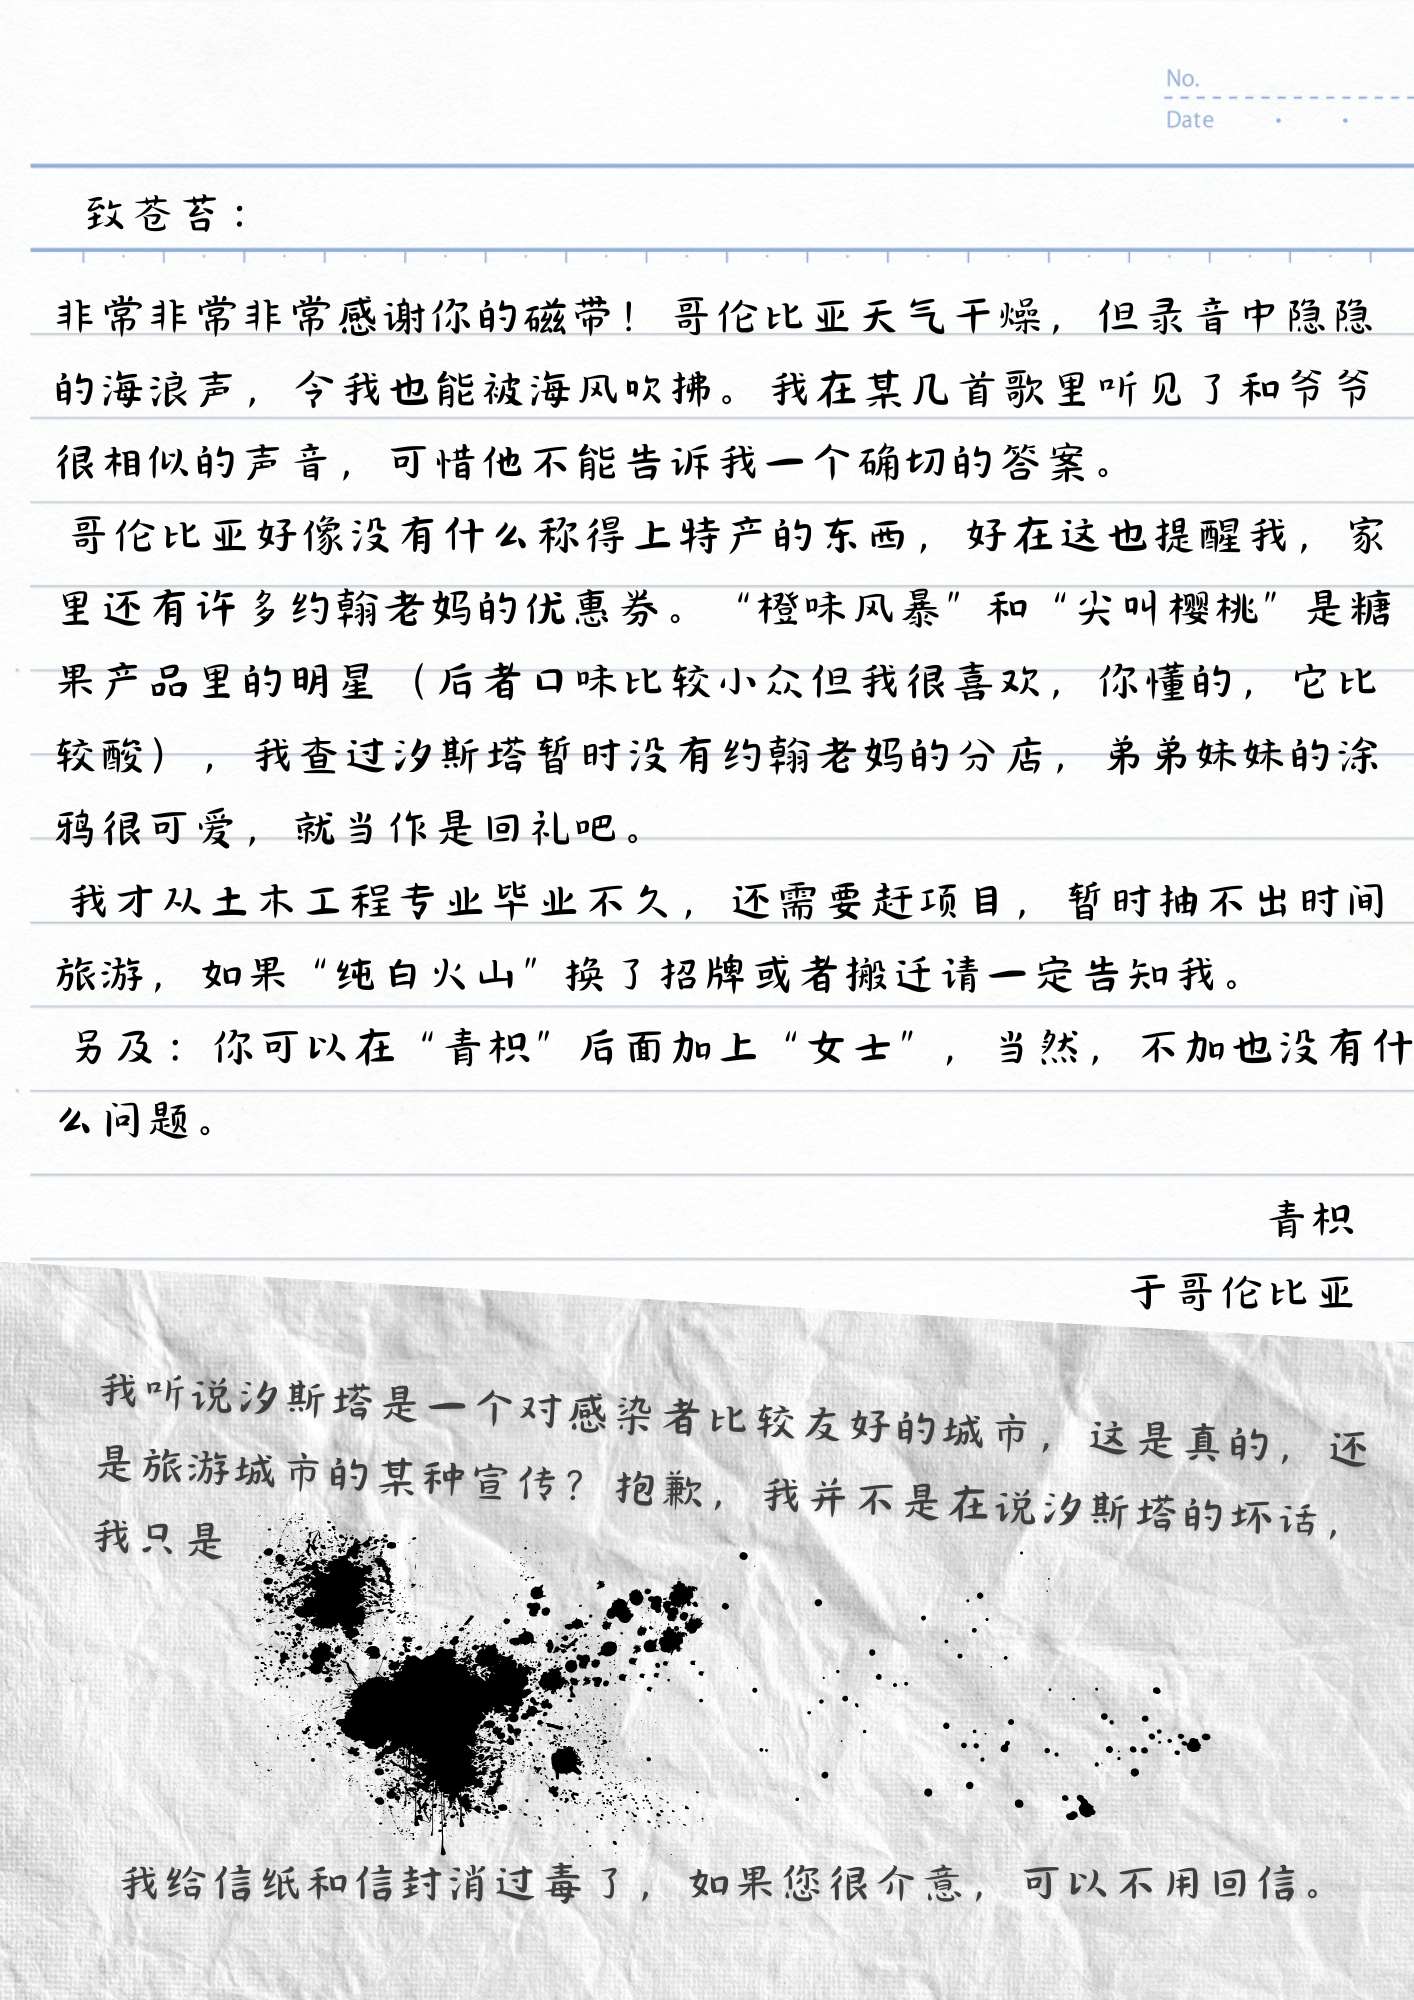 No.
Date
致苍苔：
非常非常非常感谢你的磁带！哥伦比亚天气干燥，但录音中隐隐
的海浪声，令我也能被海风吹拂。我在某几首歌里听见了和爷爷
很相似的声音，可惜他不能告诉我一个确切的答案。
哥伦比亚好像没有什么称得上特产的东西，好在这也提醒我，家
里还有许多约翰老妈的优惠券。“橙味风暴”和“尖叫樱桃”是糖
果产品里的明星（后者口味比较小众但我很喜欢，你懂的，它比
较酸），我查过汐斯塔暂时没有约翰老妈的分店，弟弟妹妹的涂
鸦很可爱，就当作是回礼吧。
我才从土木工程专业毕业不久，还需要赶项目，暂时抽不出时间
旅游，如果“纯白火山”换了招牌或者搬迁请一定告知我。
另及：你可以在“青枳”后面加上“女士”，当然，不加也没有什
么问题。
青枳
于哥伦比亚
我听说汐斯塔是一个对感染者比较友好的城市，这是真的，还
是旅游城市的某种宣传？抱歉，我并不是在说汐斯塔的坏话，
我只是
我给信纸和信封消过毒了，如果您很介意，可以不用回信。